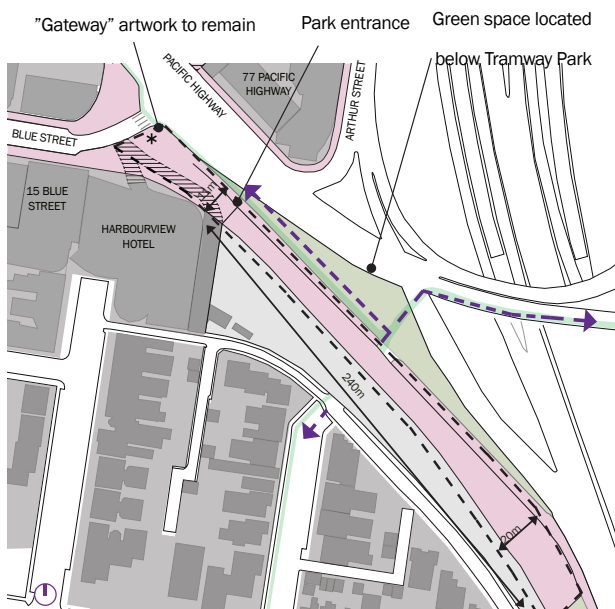 "Gateway" artwork to remain
Park entrance
Green space located
below Tramway Park
PACIFIC HIGHWAY
77 PACIFIC
HIGHWAY
ARTHUR STREET
BLUE STREET
15 BLUE
STREET
HARBOURVIEW
HOTEL
240m
20m